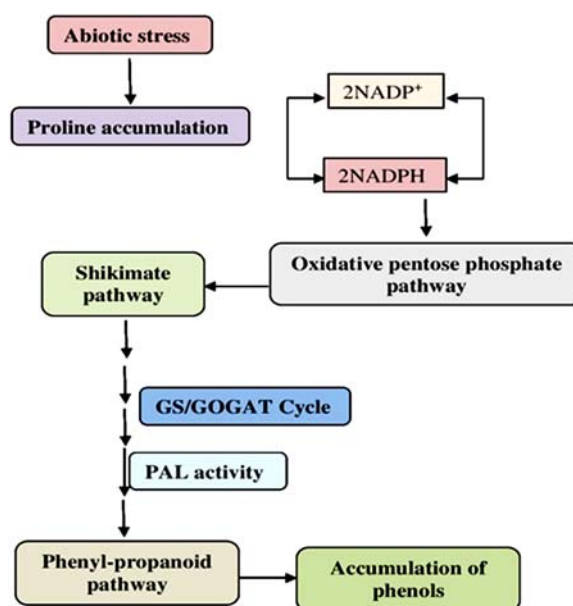 Abiotic stress
Proline accumulation
2NADP⁺
2NADPH
Oxidative pentose phosphate
pathway
Shikimate
pathway
GS/GOGAT Cycle
PAL activity
Phenyl-propanoid
pathway
Accumulation of
phenols